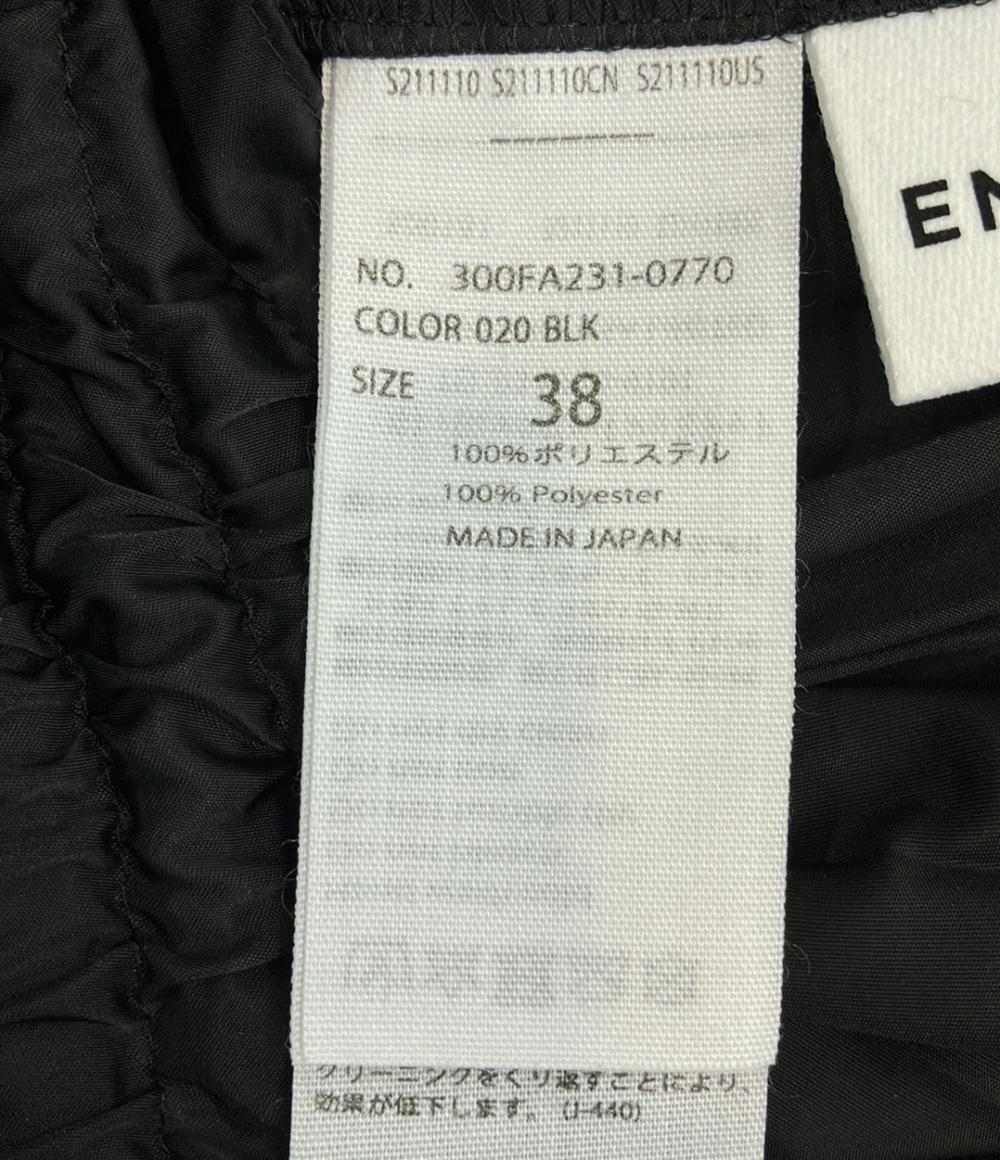 S211110 S211110CN S211110US
EN
NO. 300FA231-0770
COLOR 020 BLK
SIZE 38
100%ポリエステル
100% Polyester
MADE IN JAPAN
クリーニングをくり返すことにより、
効果が低下します。 (J-440)